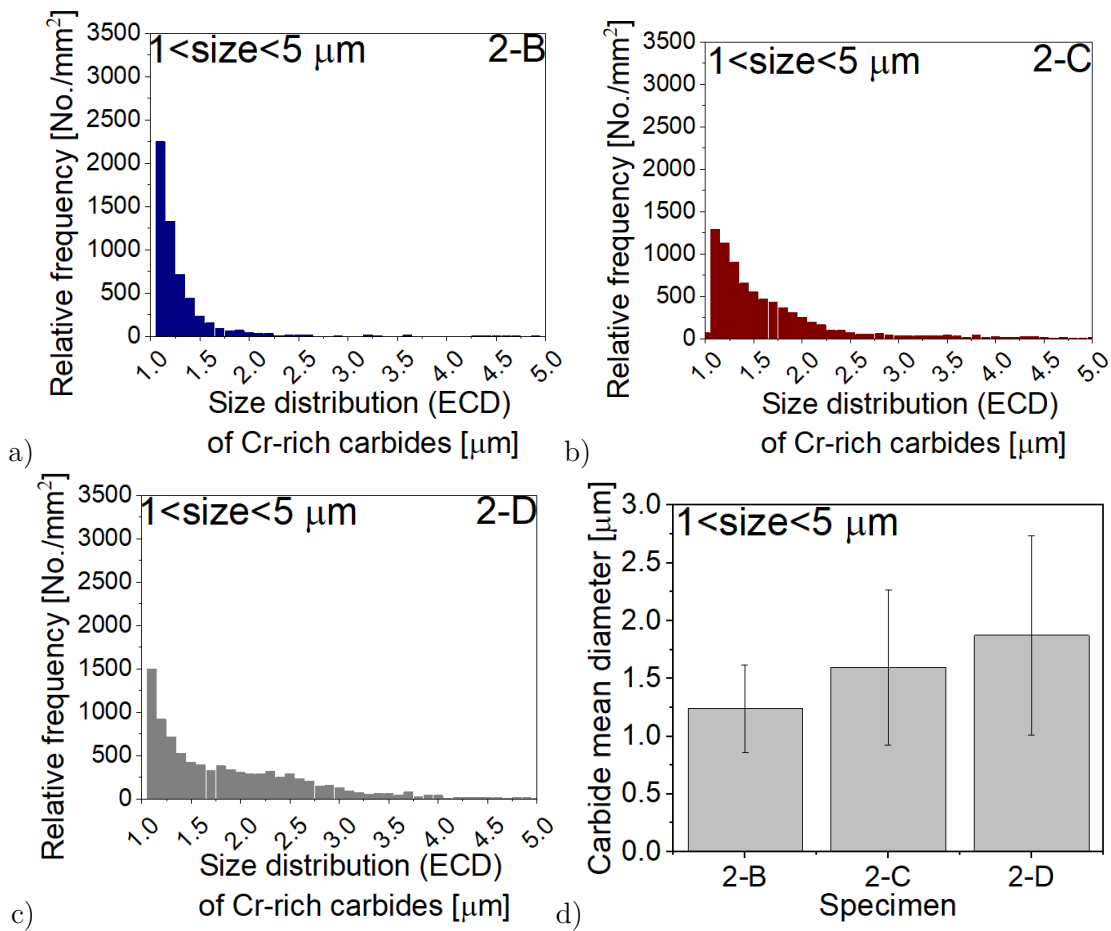 1<size<5 μm 2-B
Relative frequency [No./mm²]
3500
3000
2500
2000
1500
1000
500
0
1.0 1.5 2.0 2.5 3.0 3.5 4.0 4.5 5.0
Size distribution (ECD)
of Cr-rich carbides [μm]
a)
1<size<5 μm 2-C
Relative frequency [No./mm²]
3500
3000
2500
2000
1500
1000
500
0
1.0 1.5 2.0 2.5 3.0 3.5 4.0 4.5 5.0
Size distribution (ECD)
of Cr-rich carbides [μm]
b)
1<size<5 μm 2-D
Relative frequency [No./mm²]
3500
3000
2500
2000
1500
1000
500
0
1.0 1.5 2.0 2.5 3.0 3.5 4.0 4.5 5.0
Size distribution (ECD)
of Cr-rich carbides [μm]
c)
1<size<5 μm
Carbide mean diameter [μm]
3.0
2.5
2.0
1.5
1.0
0.5
0.0
2-B 2-C 2-D
Specimen
d)